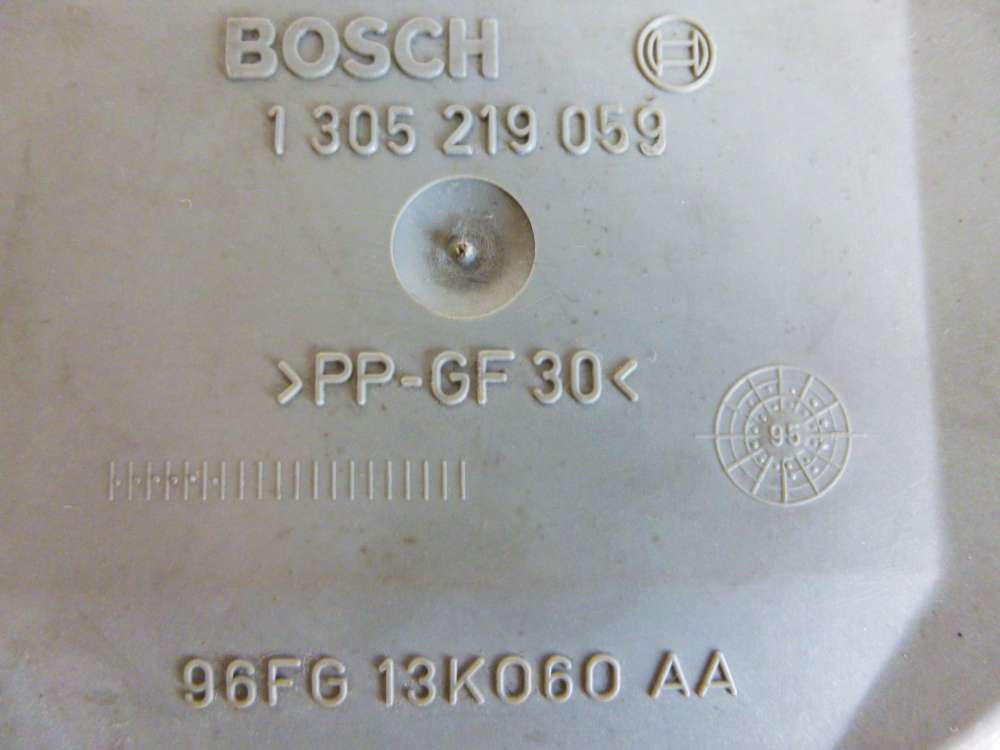 BOSCH
1 305 219 059
>PP-GF 30<
95
96FG 13K060 AA